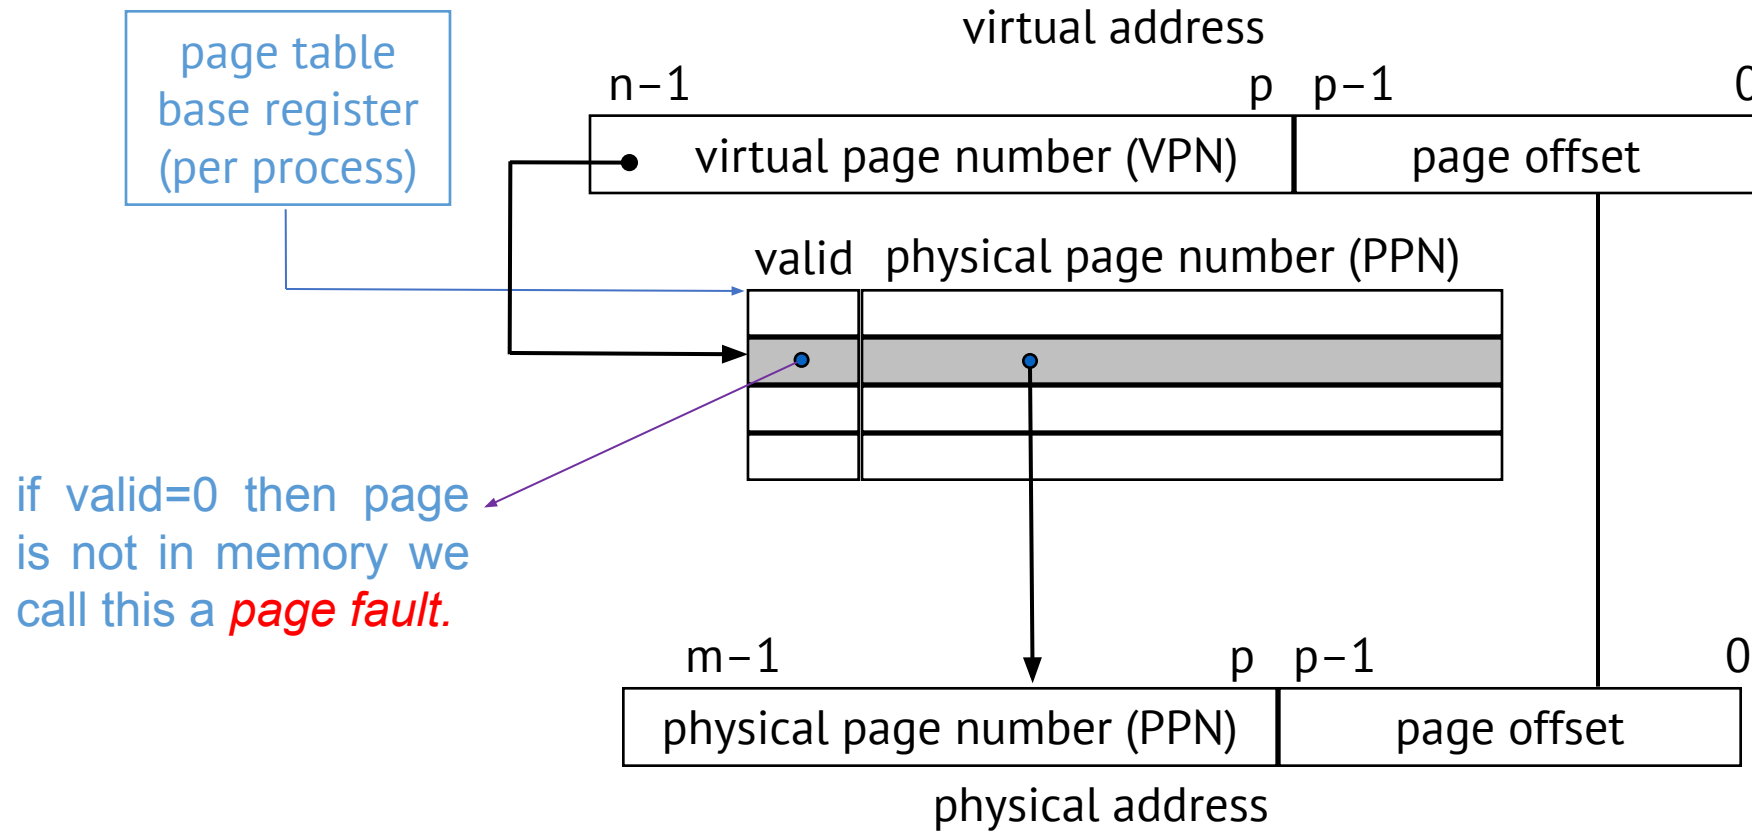 virtual address
page table
base register
(per process)
n−1 p p−1 0
virtual page number (VPN) page offset
valid physical page number (PPN)
if valid=0 then page
is not in memory we
call this a page fault.
m−1 p p−1 0
physical page number (PPN) page offset
physical address